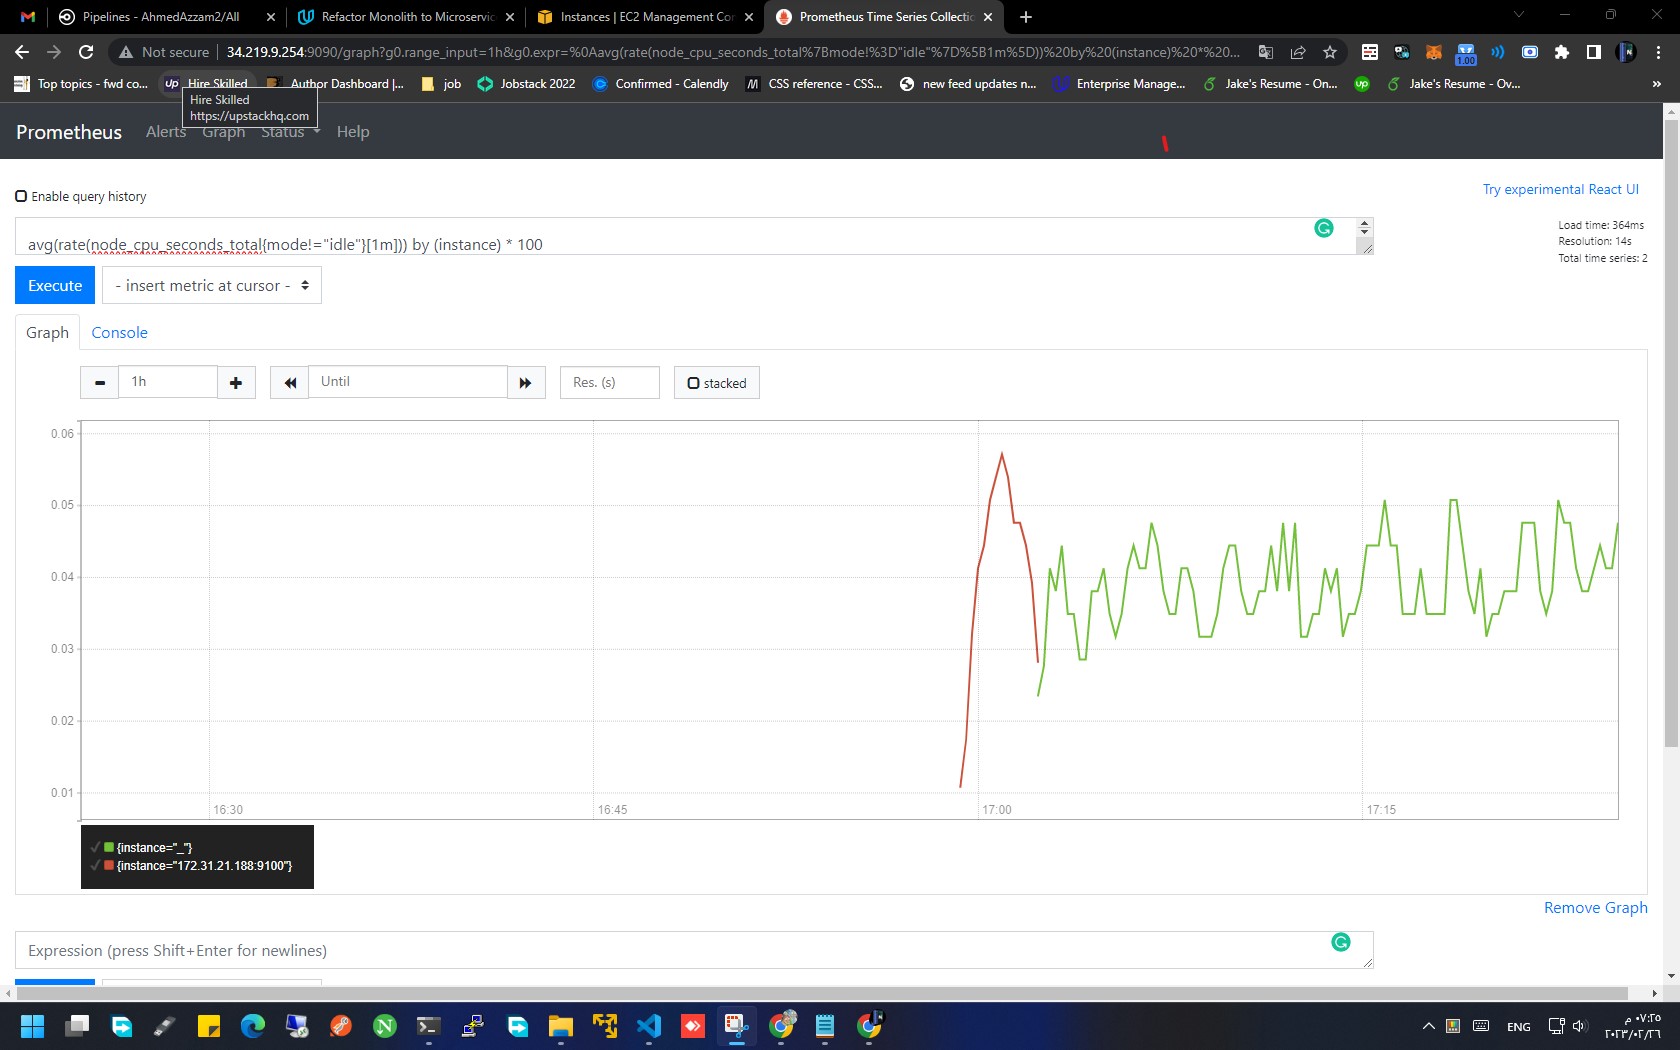 Pipelines - AhmedAzzam2/All
Refactor Monolith to Microservic
Instances | EC2 Management Con
Prometheus Time Series Collectio
Not secure
34.219.9.254:9090/graph?g0.range_input=1h&g0.expr=%0Aavg(rate(node_cpu_seconds_total%7Bmode!%3D"idle"%7D%5B1m%5D))%20by%20(instance)%20*%20...
1.00
Top topics - fwd co...
Hire Skilled
Author Dashboard |...
job
Jobstack 2022
Confirmed - Calendly
CSS reference - CSS...
new feed updates n...
Enterprise Manage...
Jake's Resume - On...
up
Jake's Resume - Ov...
»
Hire Skilled
https://upstackhq.com
Prometheus
Alerts
Graph
Status
Help
Enable query history
Try experimental React UI
avg(rate(node_cpu_seconds_total{mode!="idle"}[1m])) by (instance) * 100
Load time: 364ms
Resolution: 14s
Total time series: 2
Execute
- insert metric at cursor -
Graph
Console
1h
Until
Res. (s)
stacked
0.06
0.05
0.04
0.03
0.02
0.01
16:30
16:45
17:00
17:15
{instance="_"}
{instance="172.31.21.188:9100"}
Remove Graph
Expression (press Shift+Enter for newlines)
ENG
٠٧:٢٥ م
٢٠٢٣/٠٢/٢٦